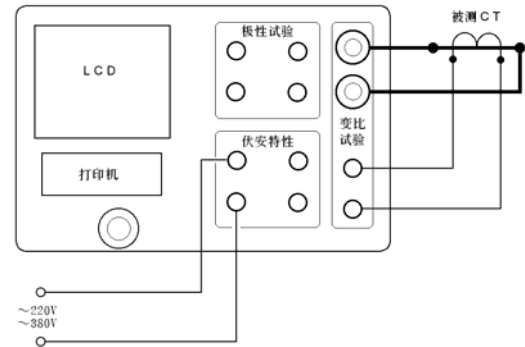 极性试验
被测CT
LCD
变比
试验
伏安特性
打印机
～220V
～380V